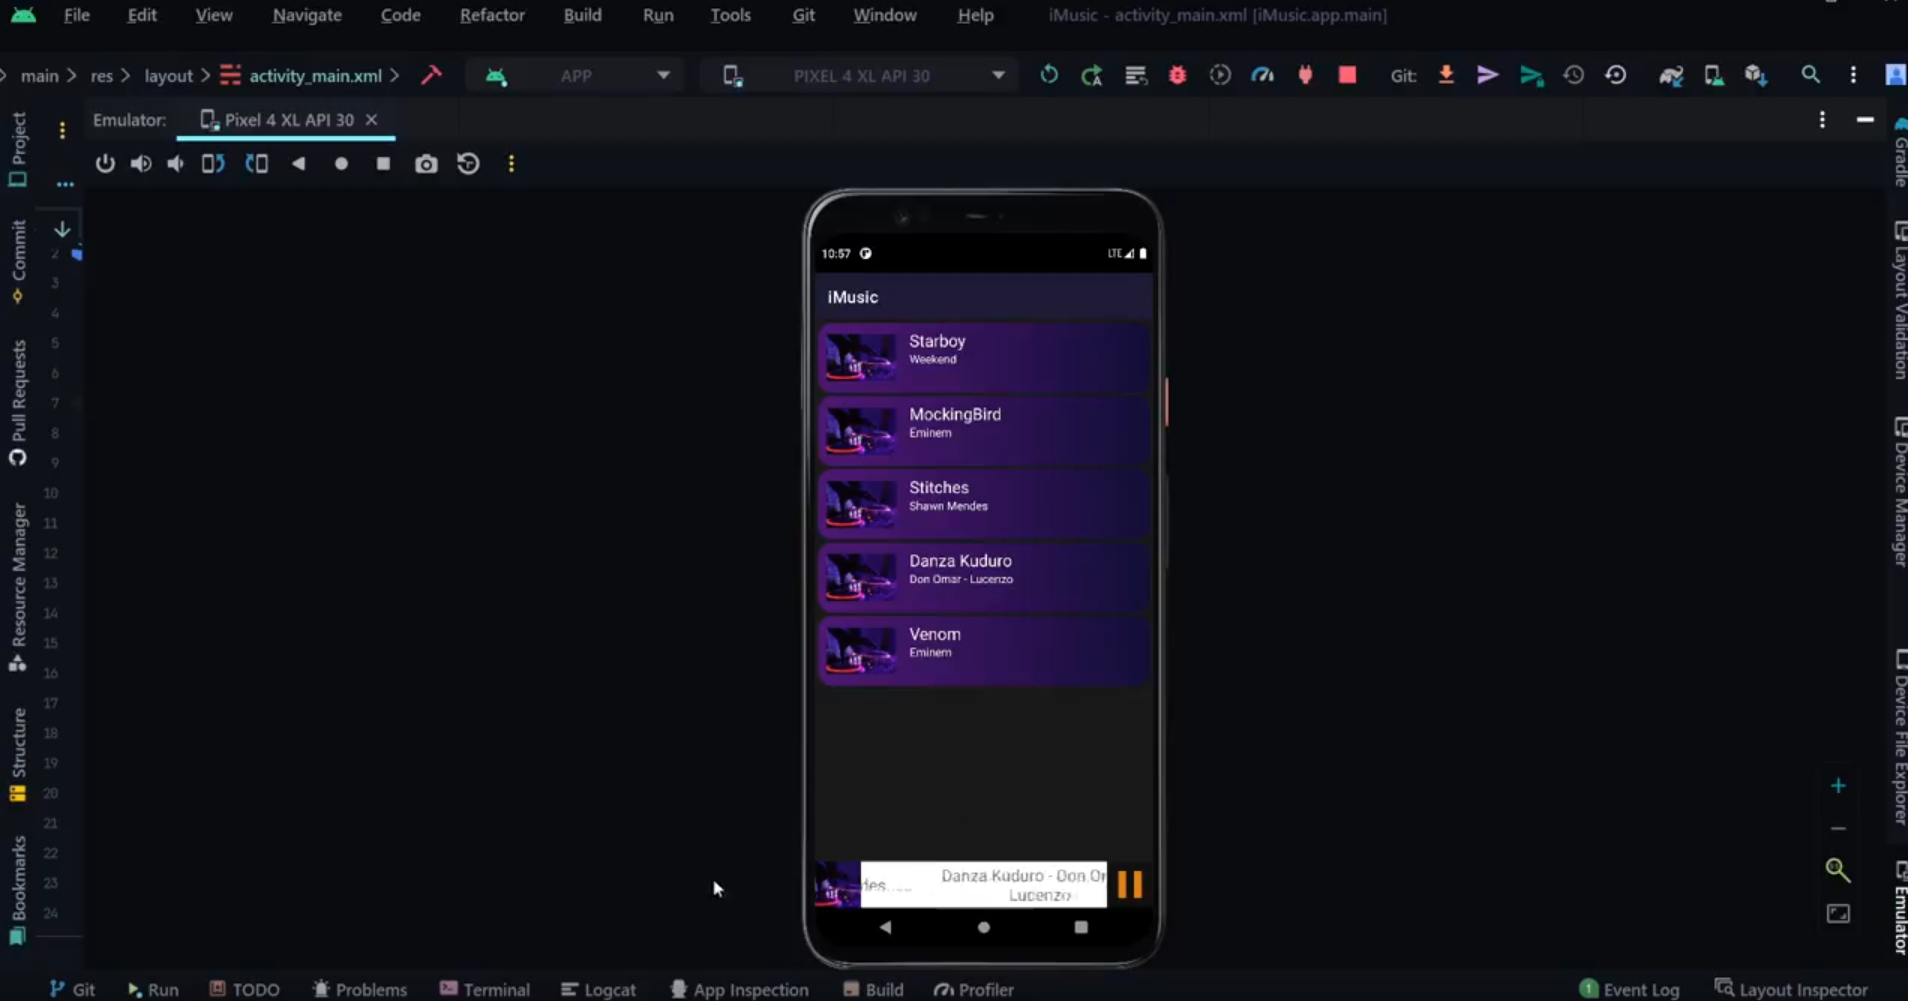 File Edit View Navigate Code Refactor Build Run Tools Git Window Help iMusic - activity_main.xml [iMusic.app.main]
main > res > layout > activity_main.xml > APP PIXEL 4 XL API 30 Git:
Emulator: Pixel 4 XL API 30
Project
Commit
Pull Requests
Resource Manager
Structure
Bookmarks
2
3
4
5
6
7
8
9
10
11
12
13
14
15
16
17
18
19
20
21
22
23
24
10:57 LTE
iMusic
Starboy
Weekend
MockingBird
Eminem
Stitches
Shawn Mendes
Danza Kuduro
Don Omar - Lucenzo
Venom
Eminem
Danza Kuduro - Don Or
Lucenzo
Gradle
Layout Validation
Device Manager
Device File Explorer
Emulator
Git Run TODO Problems Terminal Logcat App Inspection Build Profiler 1 Event Log Layout Inspector